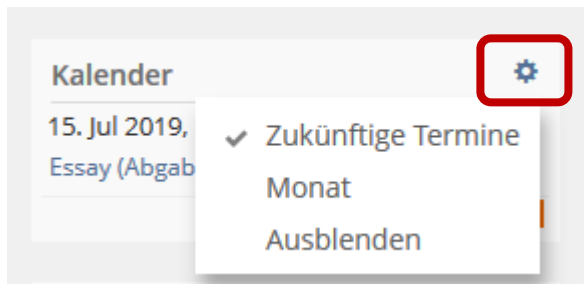 Kalender
15. Jul 2019,
Essay (Abgab
Zukünftige Termine
Monat
Ausblenden